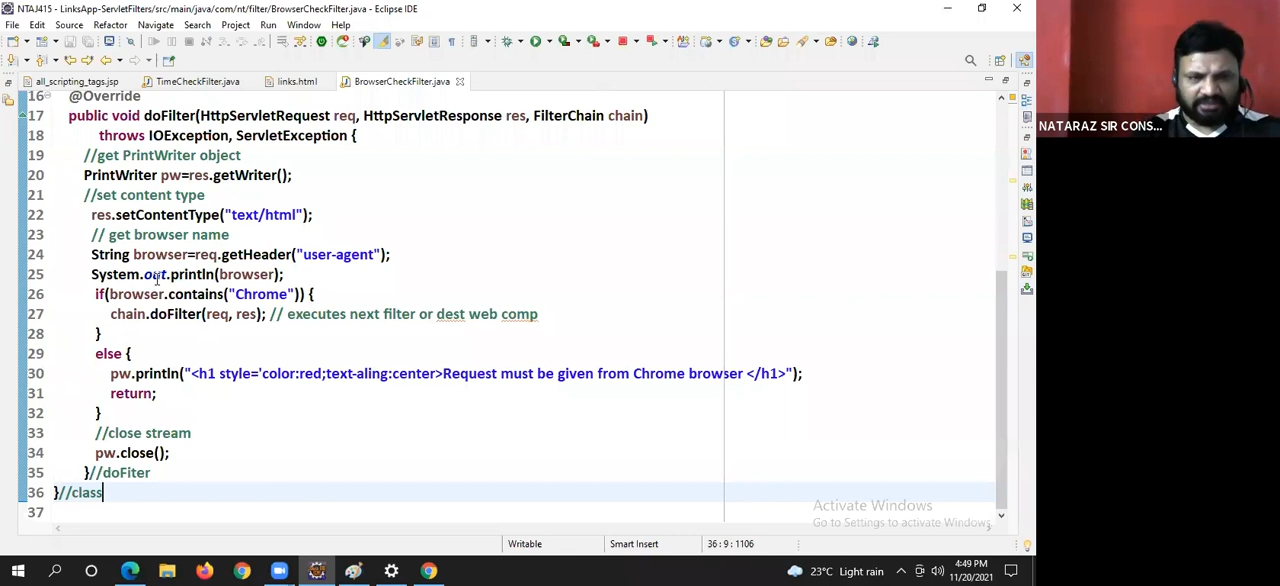 NTAJ415 - LinksApp-ServletFilters/src/main/java/com/nt/filter/BrowserCheckFilter.java - Eclipse IDE
File Edit Source Refactor Navigate Search Project Run Window Help
all_scripting_tags.jsp TimeCheckFilter.java links.html BrowserCheckFilter.java
16 @Override
17 public void doFilter(HttpServletRequest req, HttpServletResponse res, FilterChain chain)
18 throws IOException, ServletException {
19 //get PrintWriter object
20 PrintWriter pw=res.getWriter();
21 //set content type
22 res.setContentType("text/html");
23 // get browser name
24 String browser=req.getHeader("user-agent");
25 System.out.println(browser);
26 if(browser.contains("Chrome")) {
27 chain.doFilter(req, res); // executes next filter or dest web comp
28 }
29 else {
30 pw.println("<h1 style='color:red;text-aling:center>Request must be given from Chrome browser </h1>");
31 return;
32 }
33 //close stream
34 pw.close();
35 }//doFiter
36 }//class
37
NATARAZ SIR CONS...
Activate Windows
Go to Settings to activate Windows.
Writable Smart Insert 36 : 9 : 1106
23°C Light rain
4:49 PM
11/20/2021